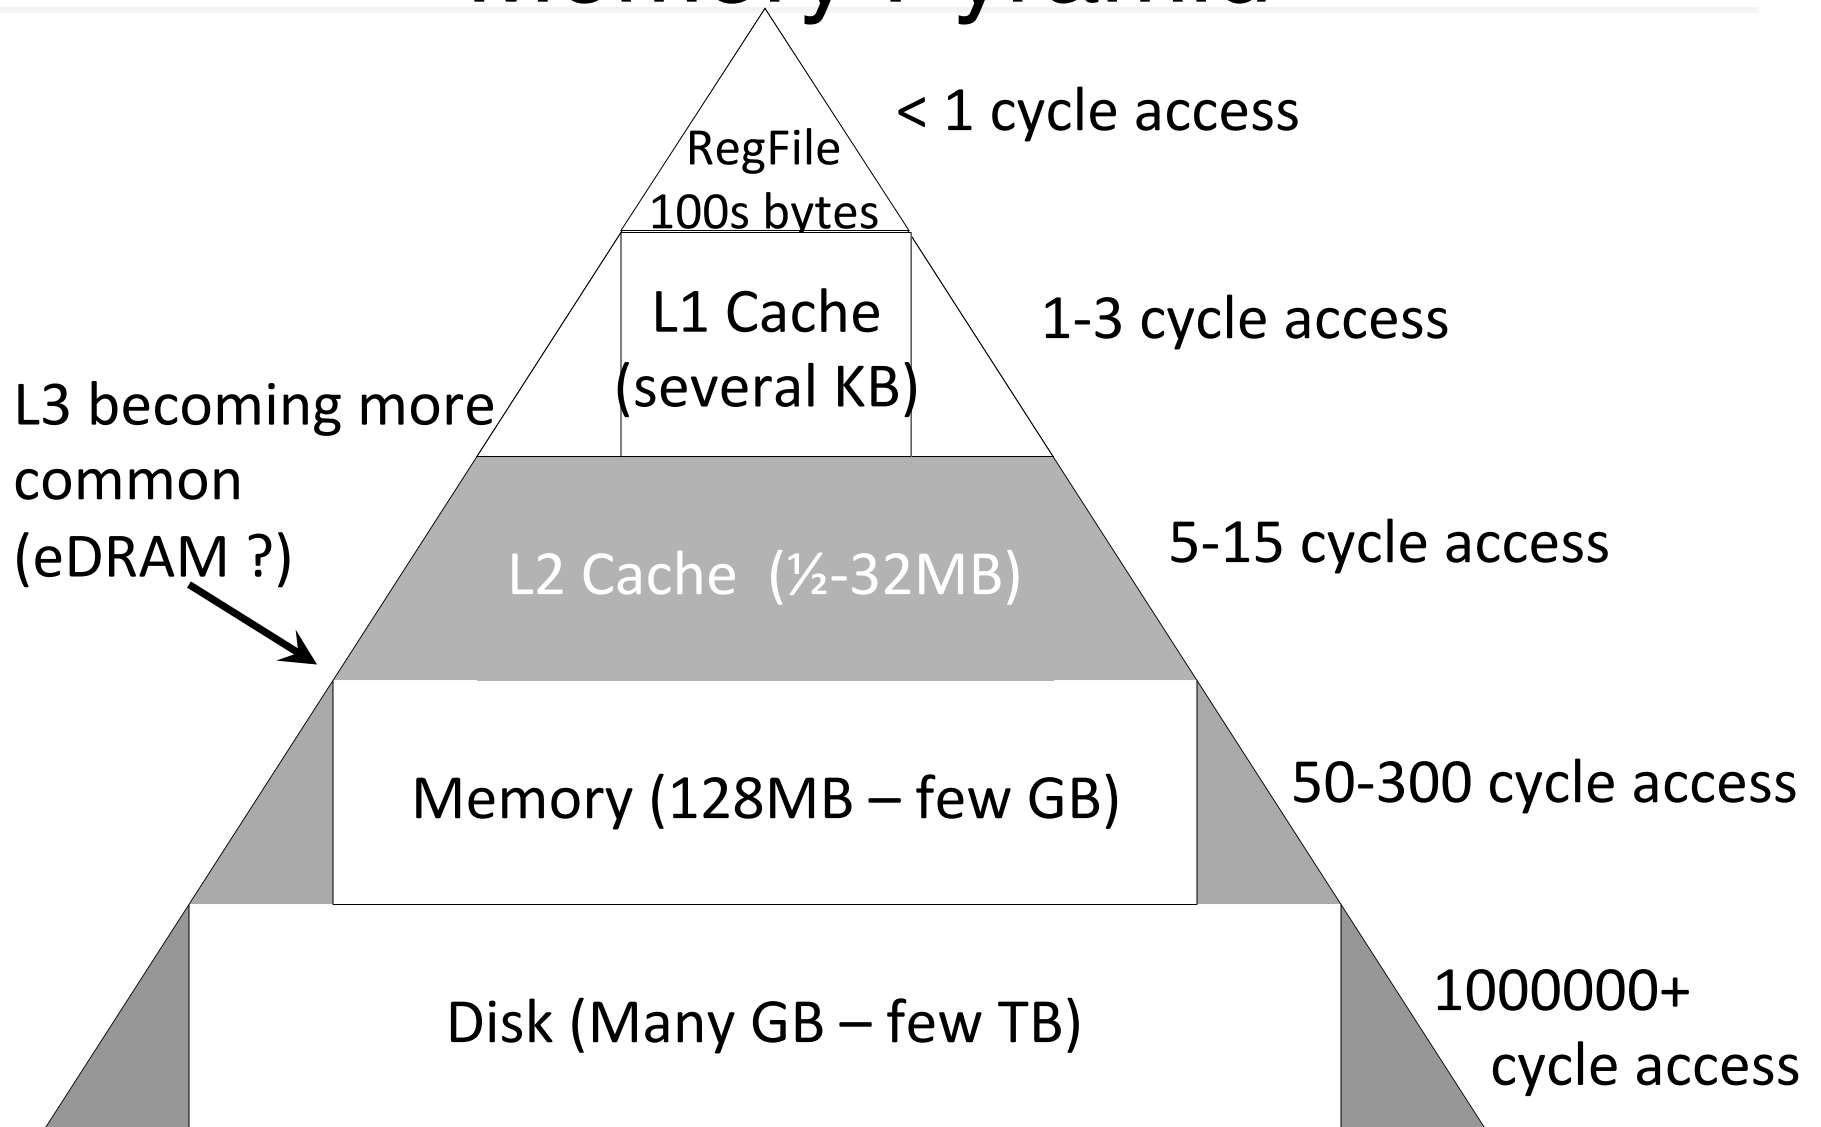 Memory Pyramid
< 1 cycle access
RegFile
100s bytes
L1 Cache
(several KB)
1-3 cycle access
L3 becoming more
common
(eDRAM ?)
L2 Cache  (½-32MB)
5-15 cycle access
Memory (128MB – few GB)
50-300 cycle access
Disk (Many GB – few TB)
1000000+
cycle access